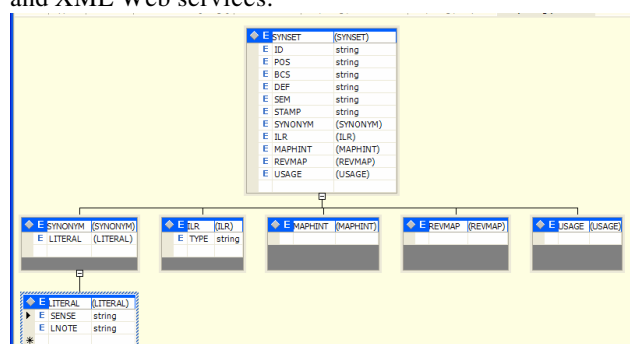 and XML Web services.
E SYNSET (SYNSET)
E ID string
E POS string
E BCS string
E DEF string
E SEM string
E STAMP string
E SYNONYM (SYNONYM)
E ILR (ILR)
E MAPHINT (MAPHINT)
E REVMAP (REVMAP)
E USAGE (USAGE)
E SYNONYM (SYNONYM)
E LITERAL (LITERAL)
E ILR (ILR)
E TYPE string
E MAPHINT (MAPHINT)
E REVMAP (REVMAP)
E USAGE (USAGE)
E LITERAL (LITERAL)
E SENSE string
E LNOTE string